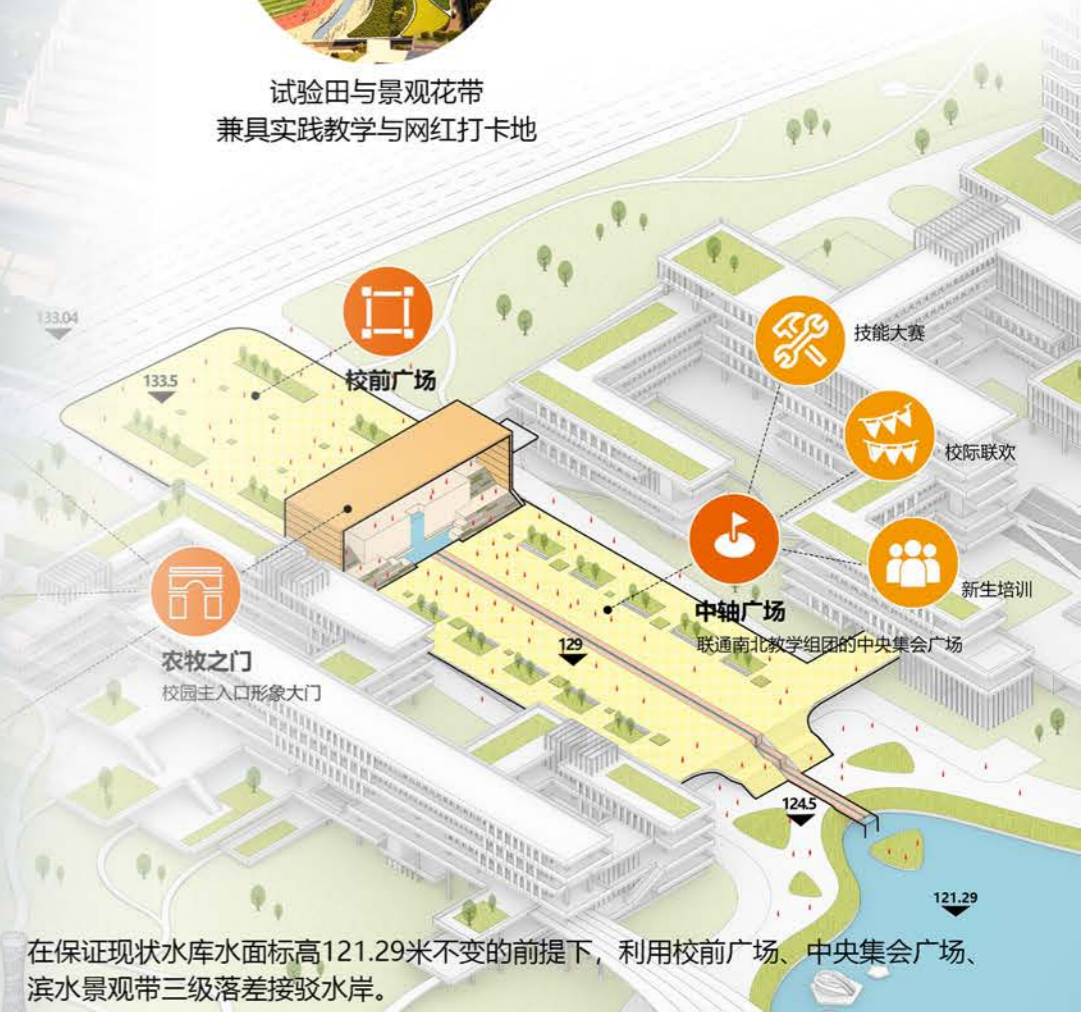 试验田与景观花带
兼具实践教学与网红打卡地
133.04
133.5
校前广场
技能大赛
校际联欢
新生培训
中轴广场
联通南北教学组团的中央集会广场
129
农牧之门
校园主入口形象大门
124.5
121.29
在保证现状水库水面标高121.29米不变的前提下，利用校前广场、中央集会广场、
滨水景观带三级落差接驳水岸。